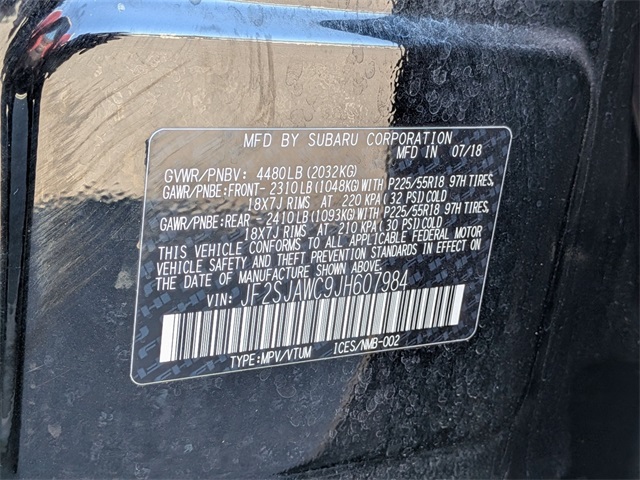 MFD BY SUBARU CORPORATION
MFD IN 07/18
GVWR/PNBV: 4480LB(2032KG)
GAWR/PNBE:FRONT-2310LB(1048KG)WITH P225/55R18 97H TIRES,
18X7J RIMS AT 220 KPA(32 PSI)COLD
GAWR/PNBE:REAR -2410LB(1093KG)WITH P225/55R18 97H TIRES,
18X7J RIMS AT 210 KPA(30 PSI)COLD
THIS VEHICLE CONFORMS TO ALL APPLICABLE FEDERAL MOTOR
VEHICLE SAFETY AND THEFT PREVENTION STANDARDS IN EFFECT ON
THE DATE OF MANUFACTURE SHOWN ABOVE.
VIN: JF2SJAWC9JH607984
TYPE:MPV/VTUM ICES/NMB-002